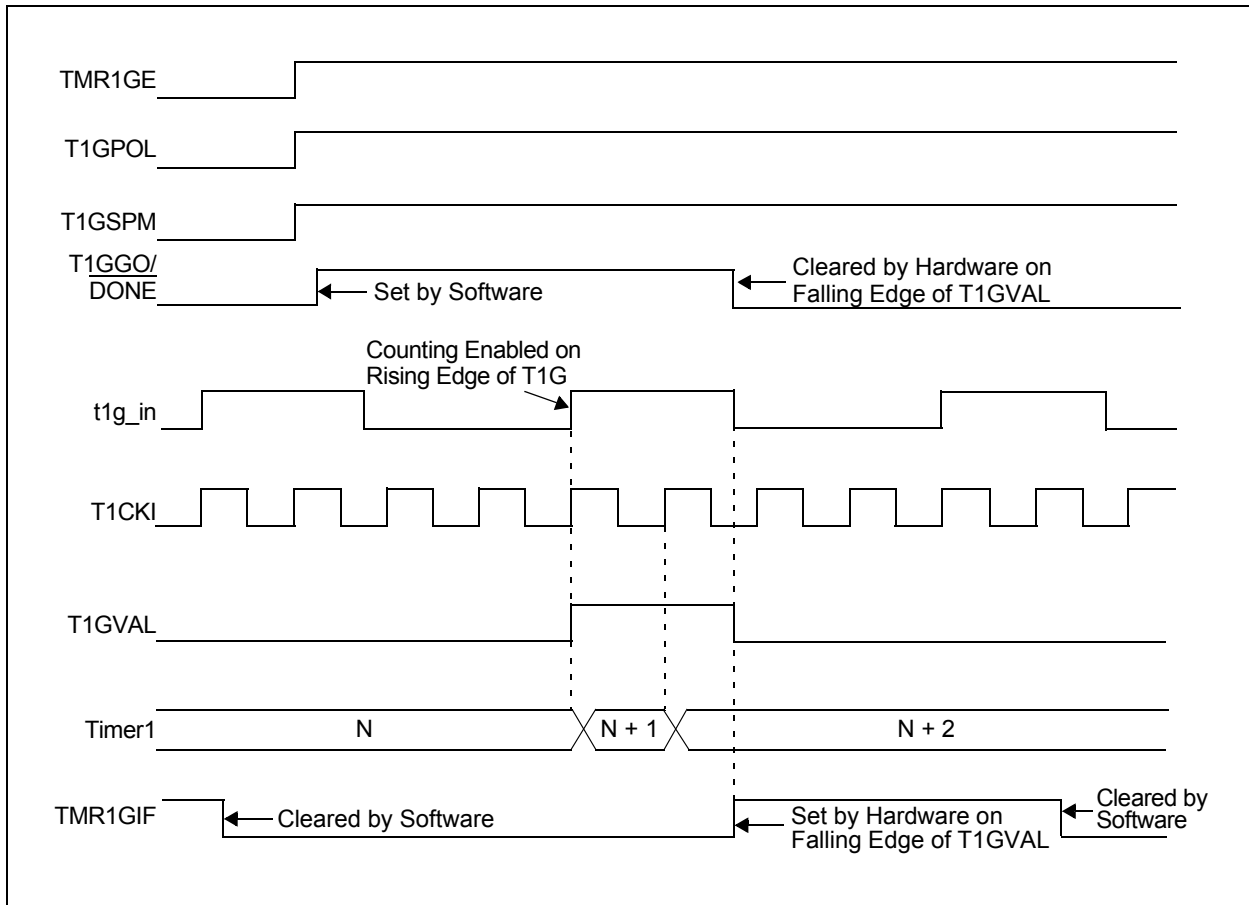 TMR1GE
T1GPOL
T1GSPM
T1GGO/
DONE
Set by Software
Cleared by Hardware on
Falling Edge of T1GVAL
Counting Enabled on
Rising Edge of T1G
t1g_in
T1CKI
T1GVAL
Timer1
N
N + 1
N + 2
TMR1GIF
Cleared by Software
Set by Hardware on
Falling Edge of T1GVAL
Cleared by
Software